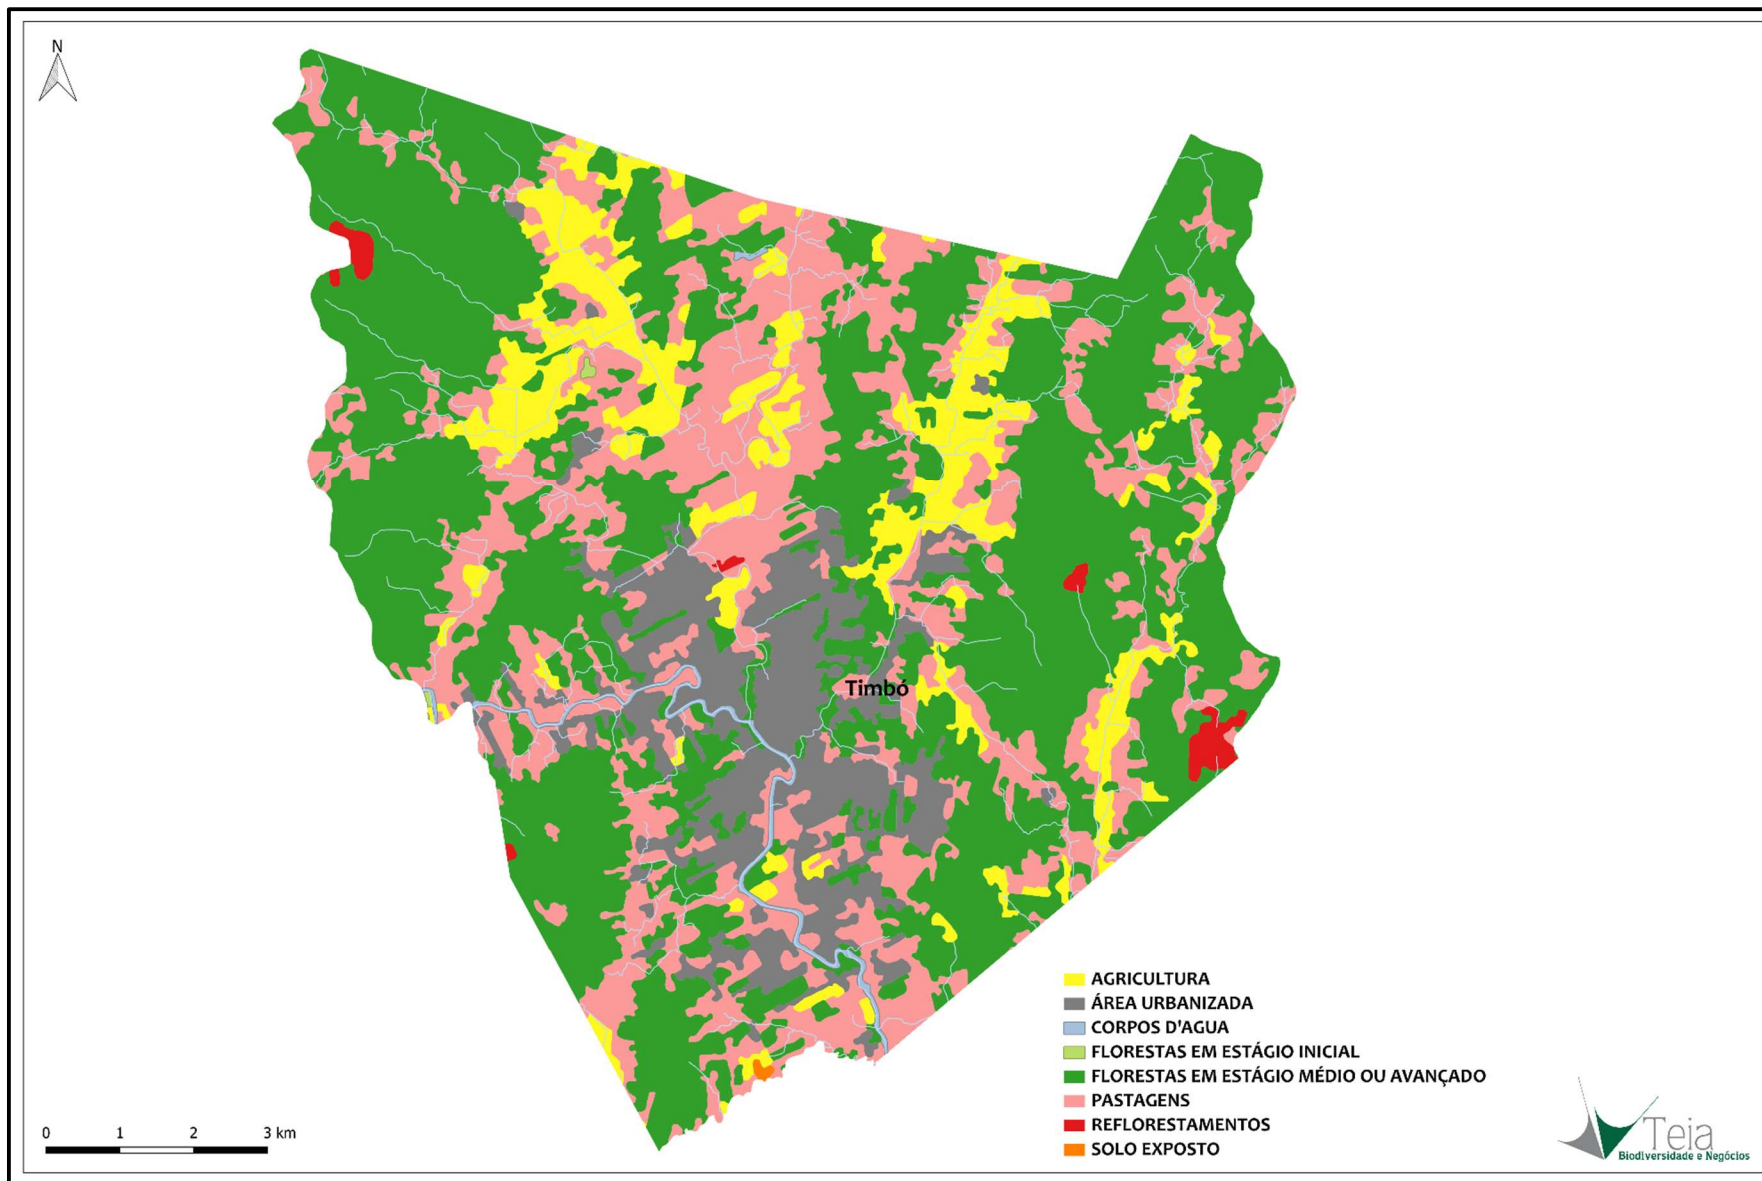 N
Timbó
AGRICULTURA
ÁREA URBANIZADA
CORPOS D'AGUA
FLORESTAS EM ESTÁGIO INICIAL
FLORESTAS EM ESTÁGIO MÉDIO OU AVANÇADO
PASTAGENS
REFLORESTAMENTOS
SOLO EXPOSTO
0 1 2 3 km
Teia
Biodiversidade e Negócios